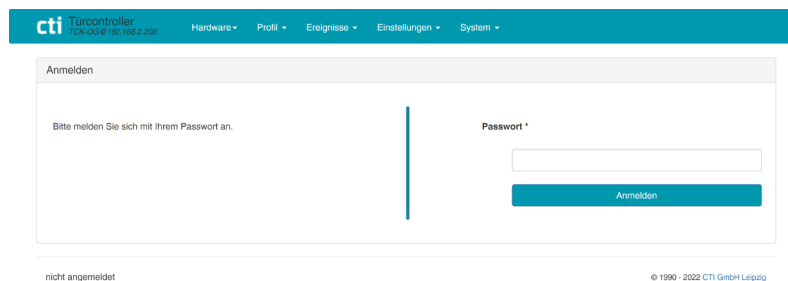 cti Türcontroller
TCK-OG@192.168.2.208
Hardware Profil Ereignisse Einstellungen System
Anmelden
Bitte melden Sie sich mit Ihrem Passwort an.
Passwort *
Anmelden
nicht angemeldet
© 1990 - 2022 CTI GmbH Leipzig